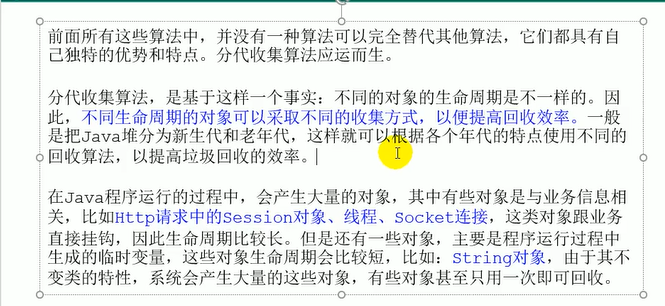 前面所有这些算法中，并没有一种算法可以完全替代其他算法，它们都具有自
己独特的优势和特点。分代收集算法应运而生。
分代收集算法，是基于这样一个事实：不同的对象的生命周期是不一样的。因
此，不同生命周期的对象可以采取不同的收集方式，以便提高回收效率。一般
是把Java堆分为新生代和老年代，这样就可以根据各个年代的特点使用不同的
回收算法，以提高垃圾回收的效率。
在Java程序运行的过程中，会产生大量的对象，其中有些对象是与业务信息相
关，比如Http请求中的Session对象、线程、Socket连接，这类对象跟业务
直接挂钩，因此生命周期比较长。但是还有一些对象，主要是程序运行过程中
生成的临时变量，这些对象生命周期会比较短，比如：String对象，由于其不
变类的特性，系统会产生大量的这些对象，有些对象甚至只用一次即可回收。